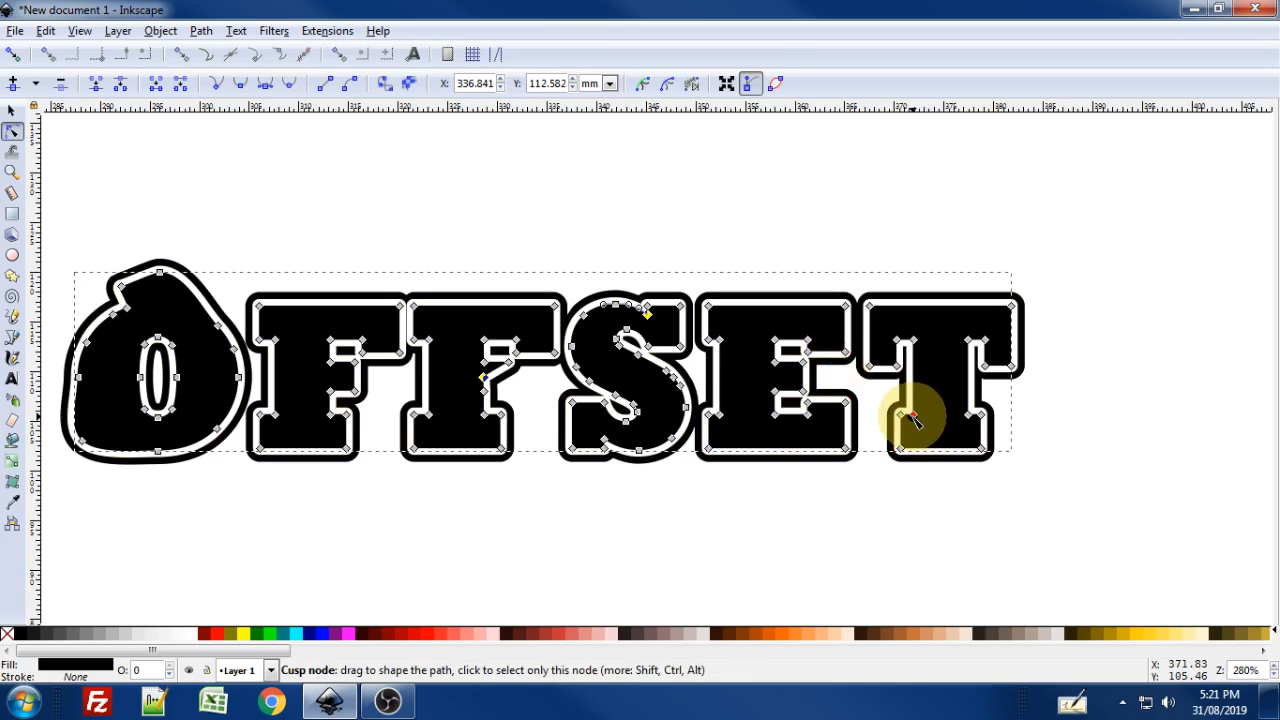 *New document 1 - Inkscape
File Edit View Layer Object Path Text Filters Extensions Help
X: 336.841 Y: 112.582 mm
OFFSET
Fill:
Stroke: None
O: 0
•Layer 1
Cusp node: drag to shape the path, click to select only this node (more: Shift, Ctrl, Alt)
X: 371.83
Y: 105.46
Z: 280%
5:21 PM
31/08/2019